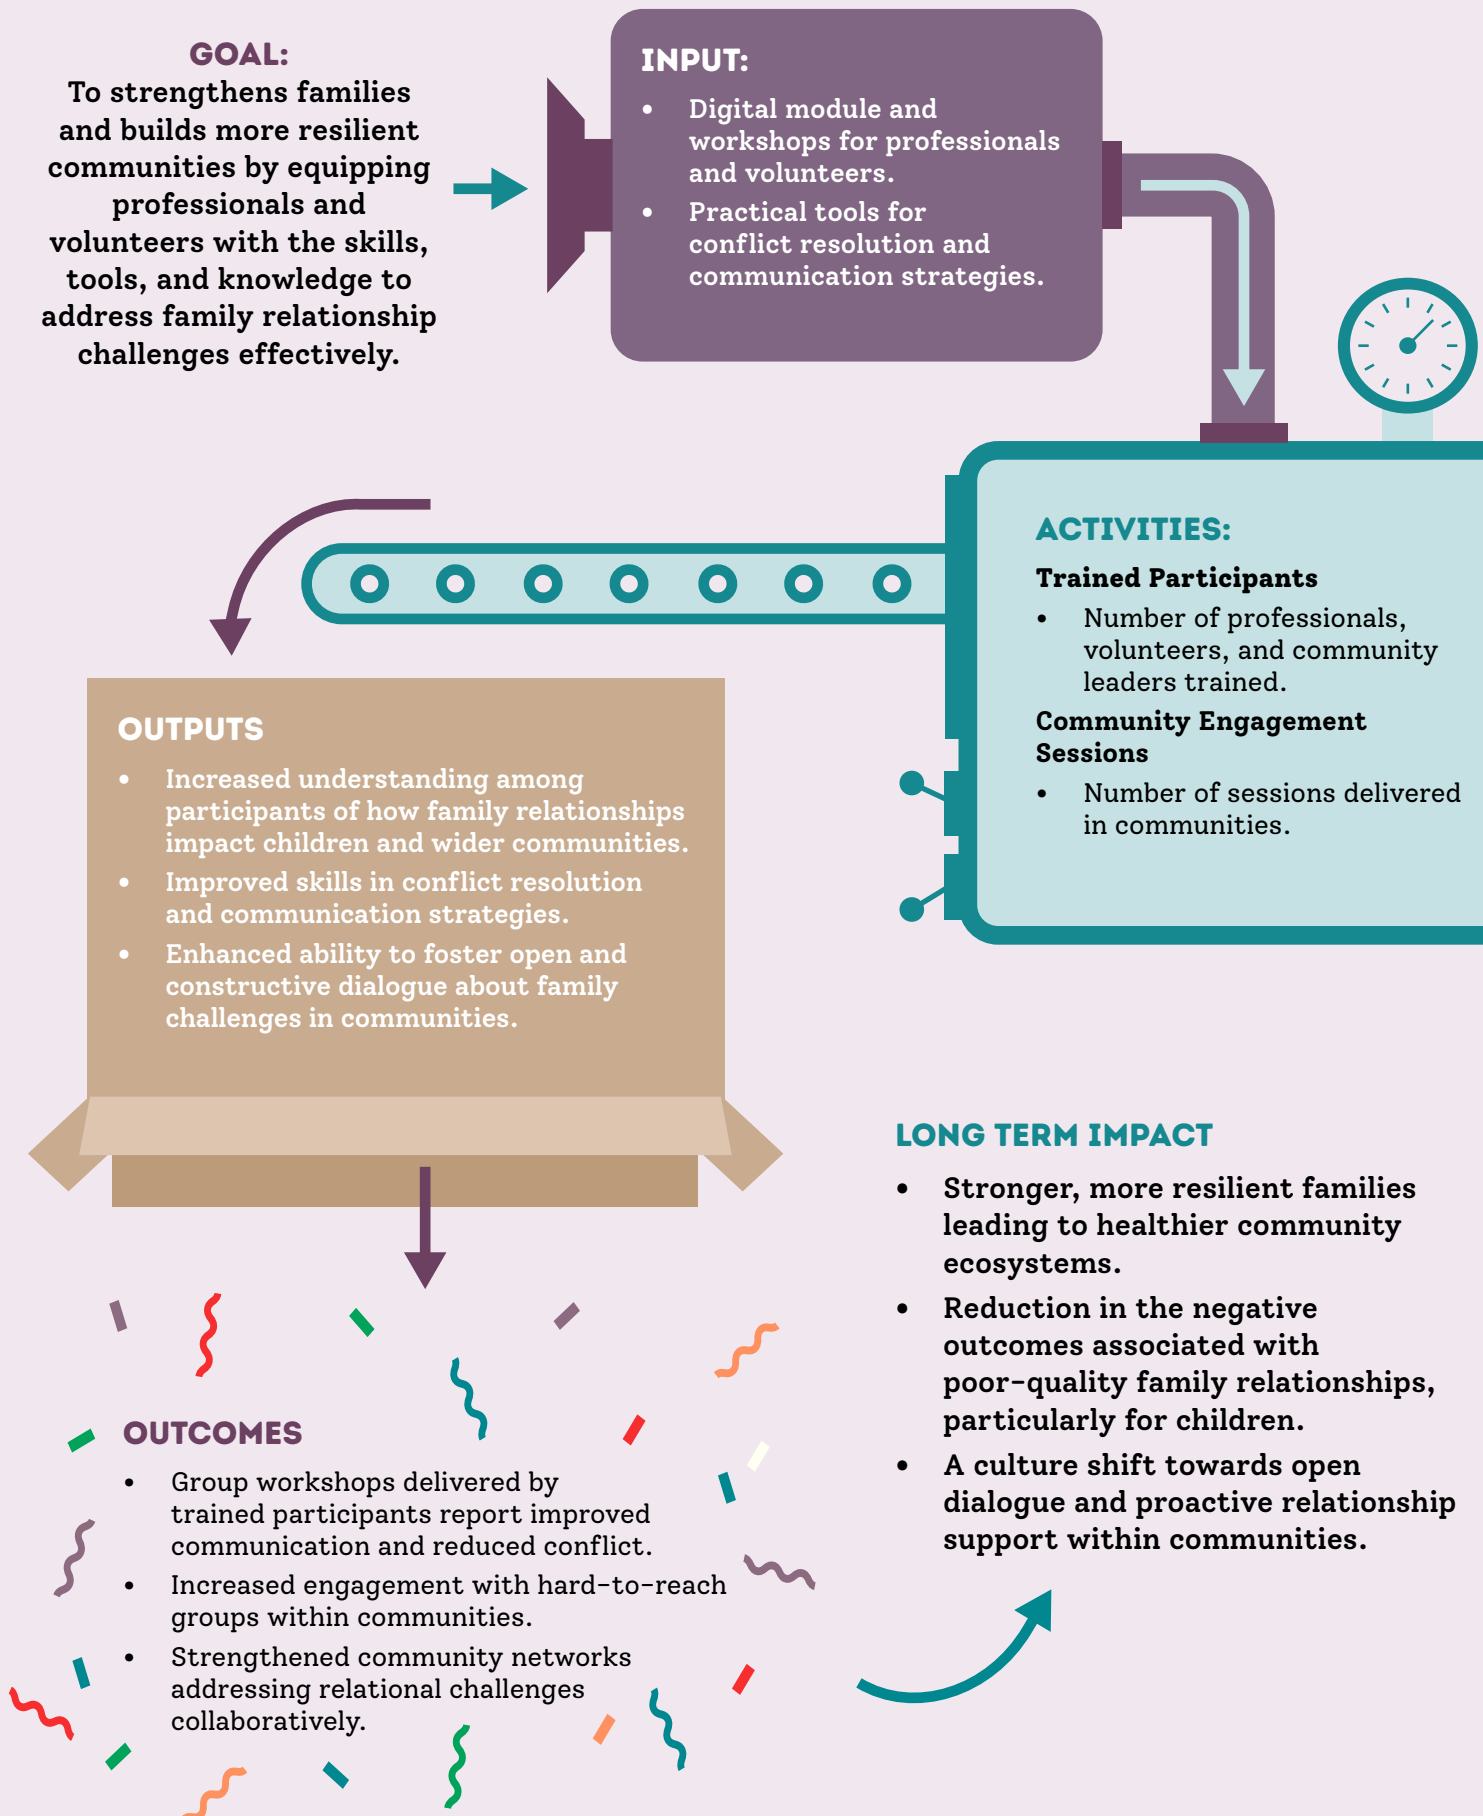 GOAL:
To strengthens families
and builds more resilient
communities by equipping
professionals and
volunteers with the skills,
tools, and knowledge to
address family relationship
challenges effectively.
INPUT:
• Digital module and
workshops for professionals
and volunteers.
• Practical tools for
conflict resolution and
communication strategies.
ACTIVITIES:
Trained Participants
• Number of professionals,
volunteers, and community
leaders trained.
Community Engagement
Sessions
• Number of sessions delivered
in communities.
OUTPUTS
• Increased understanding among
participants of how family relationships
impact children and wider communities.
• Improved skills in conflict resolution
and communication strategies.
• Enhanced ability to foster open and
constructive dialogue about family
challenges in communities.
OUTCOMES
• Group workshops delivered by
trained participants report improved
communication and reduced conflict.
• Increased engagement with hard-to-reach
groups within communities.
• Strengthened community networks
addressing relational challenges
collaboratively.
LONG TERM IMPACT
• Stronger, more resilient families
leading to healthier community
ecosystems.
• Reduction in the negative
outcomes associated with
poor-quality family relationships,
particularly for children.
• A culture shift towards open
dialogue and proactive relationship
support within communities.